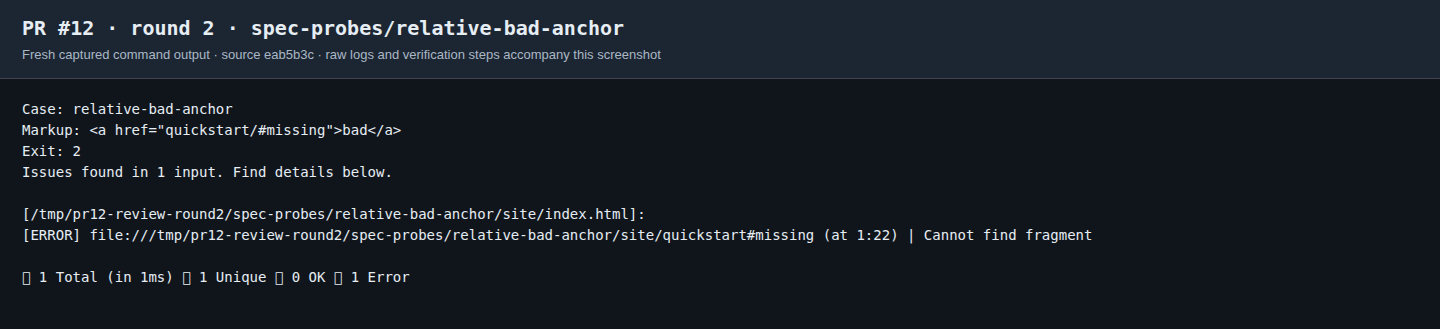 PR #12 · round 2 · spec-probes/relative-bad-anchor
Fresh captured command output · source eab5b3c · raw logs and verification steps accompany this screenshot
Case: relative-bad-anchor
Markup: <a href="quickstart/#missing">bad</a>
Exit: 2
Issues found in 1 input. Find details below.
[/tmp/pr12-review-round2/spec-probes/relative-bad-anchor/site/index.html]:
[ERROR] file:///tmp/pr12-review-round2/spec-probes/relative-bad-anchor/site/quickstart#missing (at 1:22) | Cannot find fragment
1 Total (in 1ms) 1 Unique 0 OK 1 Error